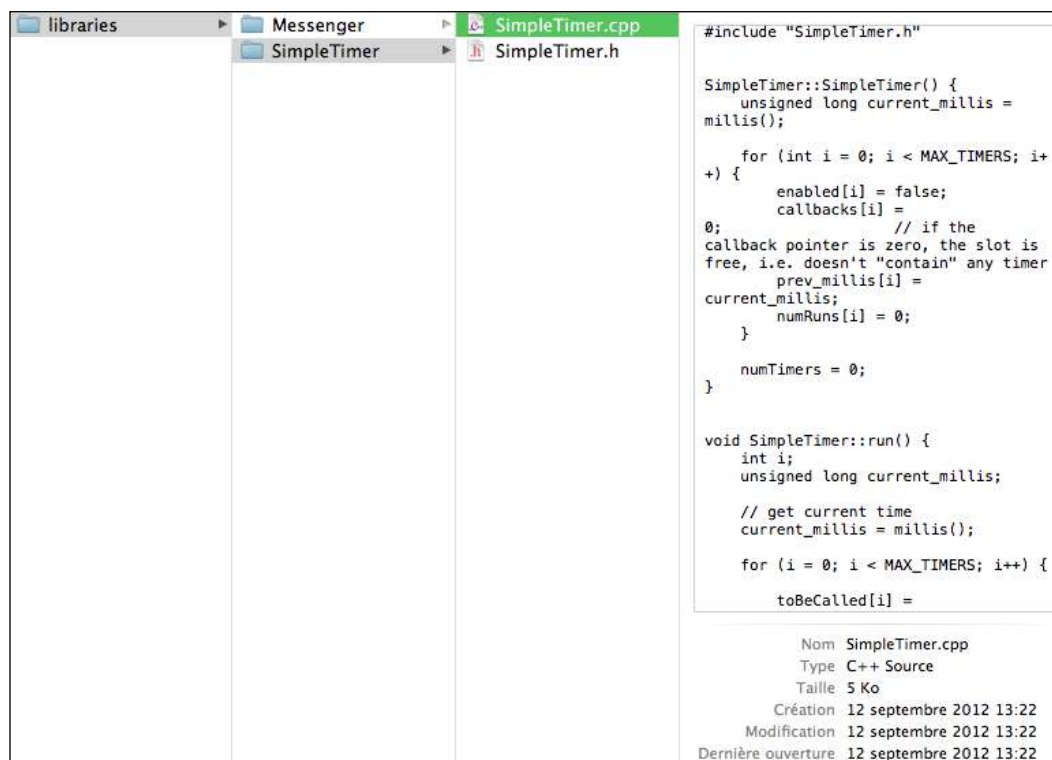 libraries
Messenger
SimpleTimer
SimpleTimer.cpp
SimpleTimer.h
#include "SimpleTimer.h"
SimpleTimer::SimpleTimer() {
    unsigned long current_millis =
millis();
    for (int i = 0; i < MAX_TIMERS; i+
+) {
        enabled[i] = false;
        callbacks[i] =
0;                   // if the
callback pointer is zero, the slot is
free, i.e. doesn't "contain" any timer
        prev_millis[i] =
current_millis;
        numRuns[i] = 0;
    }
    numTimers = 0;
}
void SimpleTimer::run() {
    int i;
    unsigned long current_millis;
    // get current time
    current_millis = millis();
    for (i = 0; i < MAX_TIMERS; i++) {
        toBeCalled[i] =
Nom SimpleTimer.cpp
Type C++ Source
Taille 5 Ko
Création 12 septembre 2012 13:22
Modification 12 septembre 2012 13:22
Dernière ouverture 12 septembre 2012 13:22